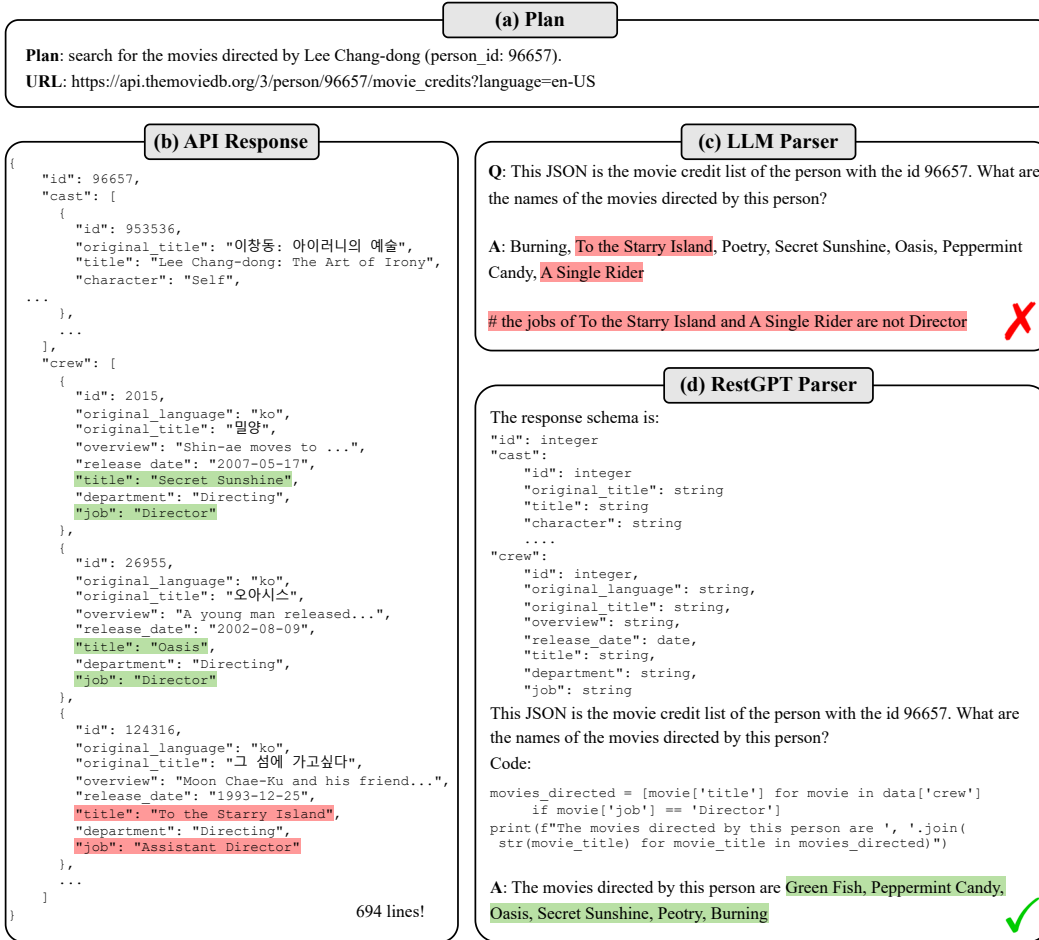 (a) Plan
Plan: search for the movies directed by Lee Chang-dong (person_id: 96657).
URL: https://api.themoviedb.org/3/person/96657/movie_credits?language=en-US
(b) API Response
{
"id": 96657,
"cast": [
{
"id": 953536,
"original_title": "이창동: 아이러니의 예술",
"title": "Lee Chang-dong: The Art of Irony",
"character": "Self",
...
},
...
],
"crew": [
{
"id": 2015,
"original_language": "ko",
"original_title": "밀양",
"overview": "Shin-ae moves to ...",
"release_date": "2007-05-17",
"title": "Secret Sunshine",
"department": "Directing",
"job": "Director"
},
{
"id": 26955,
"original_language": "ko",
"original_title": "오아시스",
"overview": "A young man released...",
"release_date": "2002-08-09",
"title": "Oasis",
"department": "Directing",
"job": "Director"
},
{
"id": 124316,
"original_language": "ko",
"original_title": "그 섬에 가고싶다",
"overview": "Moon Chae-Ku and his friend...",
"release_date": "1993-12-25",
"title": "To the Starry Island",
"department": "Directing",
"job": "Assistant Director"
},
...
]
}
694 lines!
(c) LLM Parser
Q: This JSON is the movie credit list of the person with the id 96657. What are
the names of the movies directed by this person?
A: Burning, To the Starry Island, Poetry, Secret Sunshine, Oasis, Peppermint
Candy, A Single Rider
# the jobs of To the Starry Island and A Single Rider are not Director
(d) RestGPT Parser
The response schema is:
"id": integer
"cast":
"id": integer
"original_title": string
"title": string
"character": string
....
"crew":
"id": integer,
"original_language": string,
"original_title": string,
"overview": string,
"release_date": date,
"title": string,
"department": string,
"job": string
This JSON is the movie credit list of the person with the id 96657. What are
the names of the movies directed by this person?
Code:
movies_directed = [movie['title'] for movie in data['crew']
if movie['job'] == 'Director']
print(f"The movies directed by this person are ', '.join(
str(movie_title) for movie_title in movies_directed)")
A: The movies directed by this person are Green Fish, Peppermint Candy,
Oasis, Secret Sunshine, Peotry, Burning